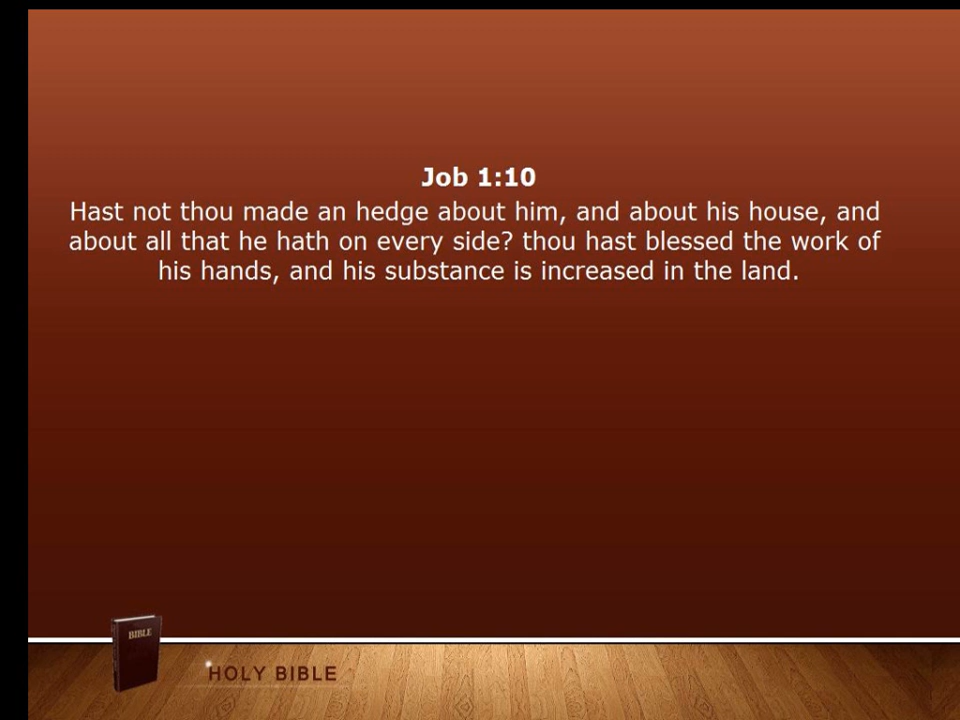 Job 1:10
Hast not thou made an hedge about him, and about his house, and
about all that he hath on every side? thou hast blessed the work of
his hands, and his substance is increased in the land.
BIBLE
HOLY BIBLE